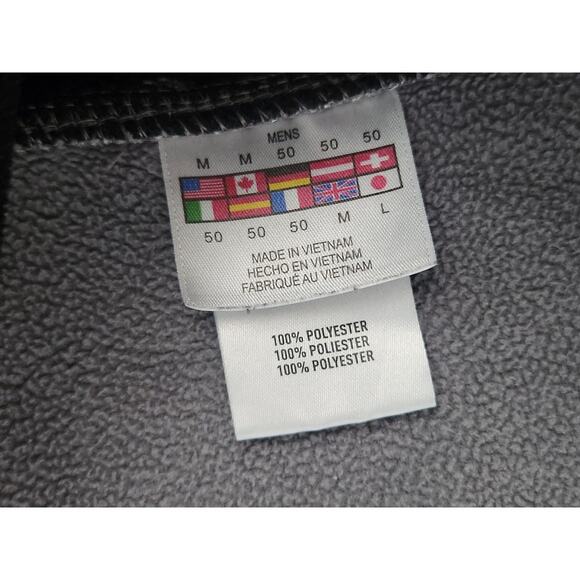 MENS
M M 50 50 50
50 50 50 M L
MADE IN VIETNAM
HECHO EN VIETNAM
FABRIQUÉ AU VIETNAM
100% POLYESTER
100% POLIESTER
100% POLYESTER